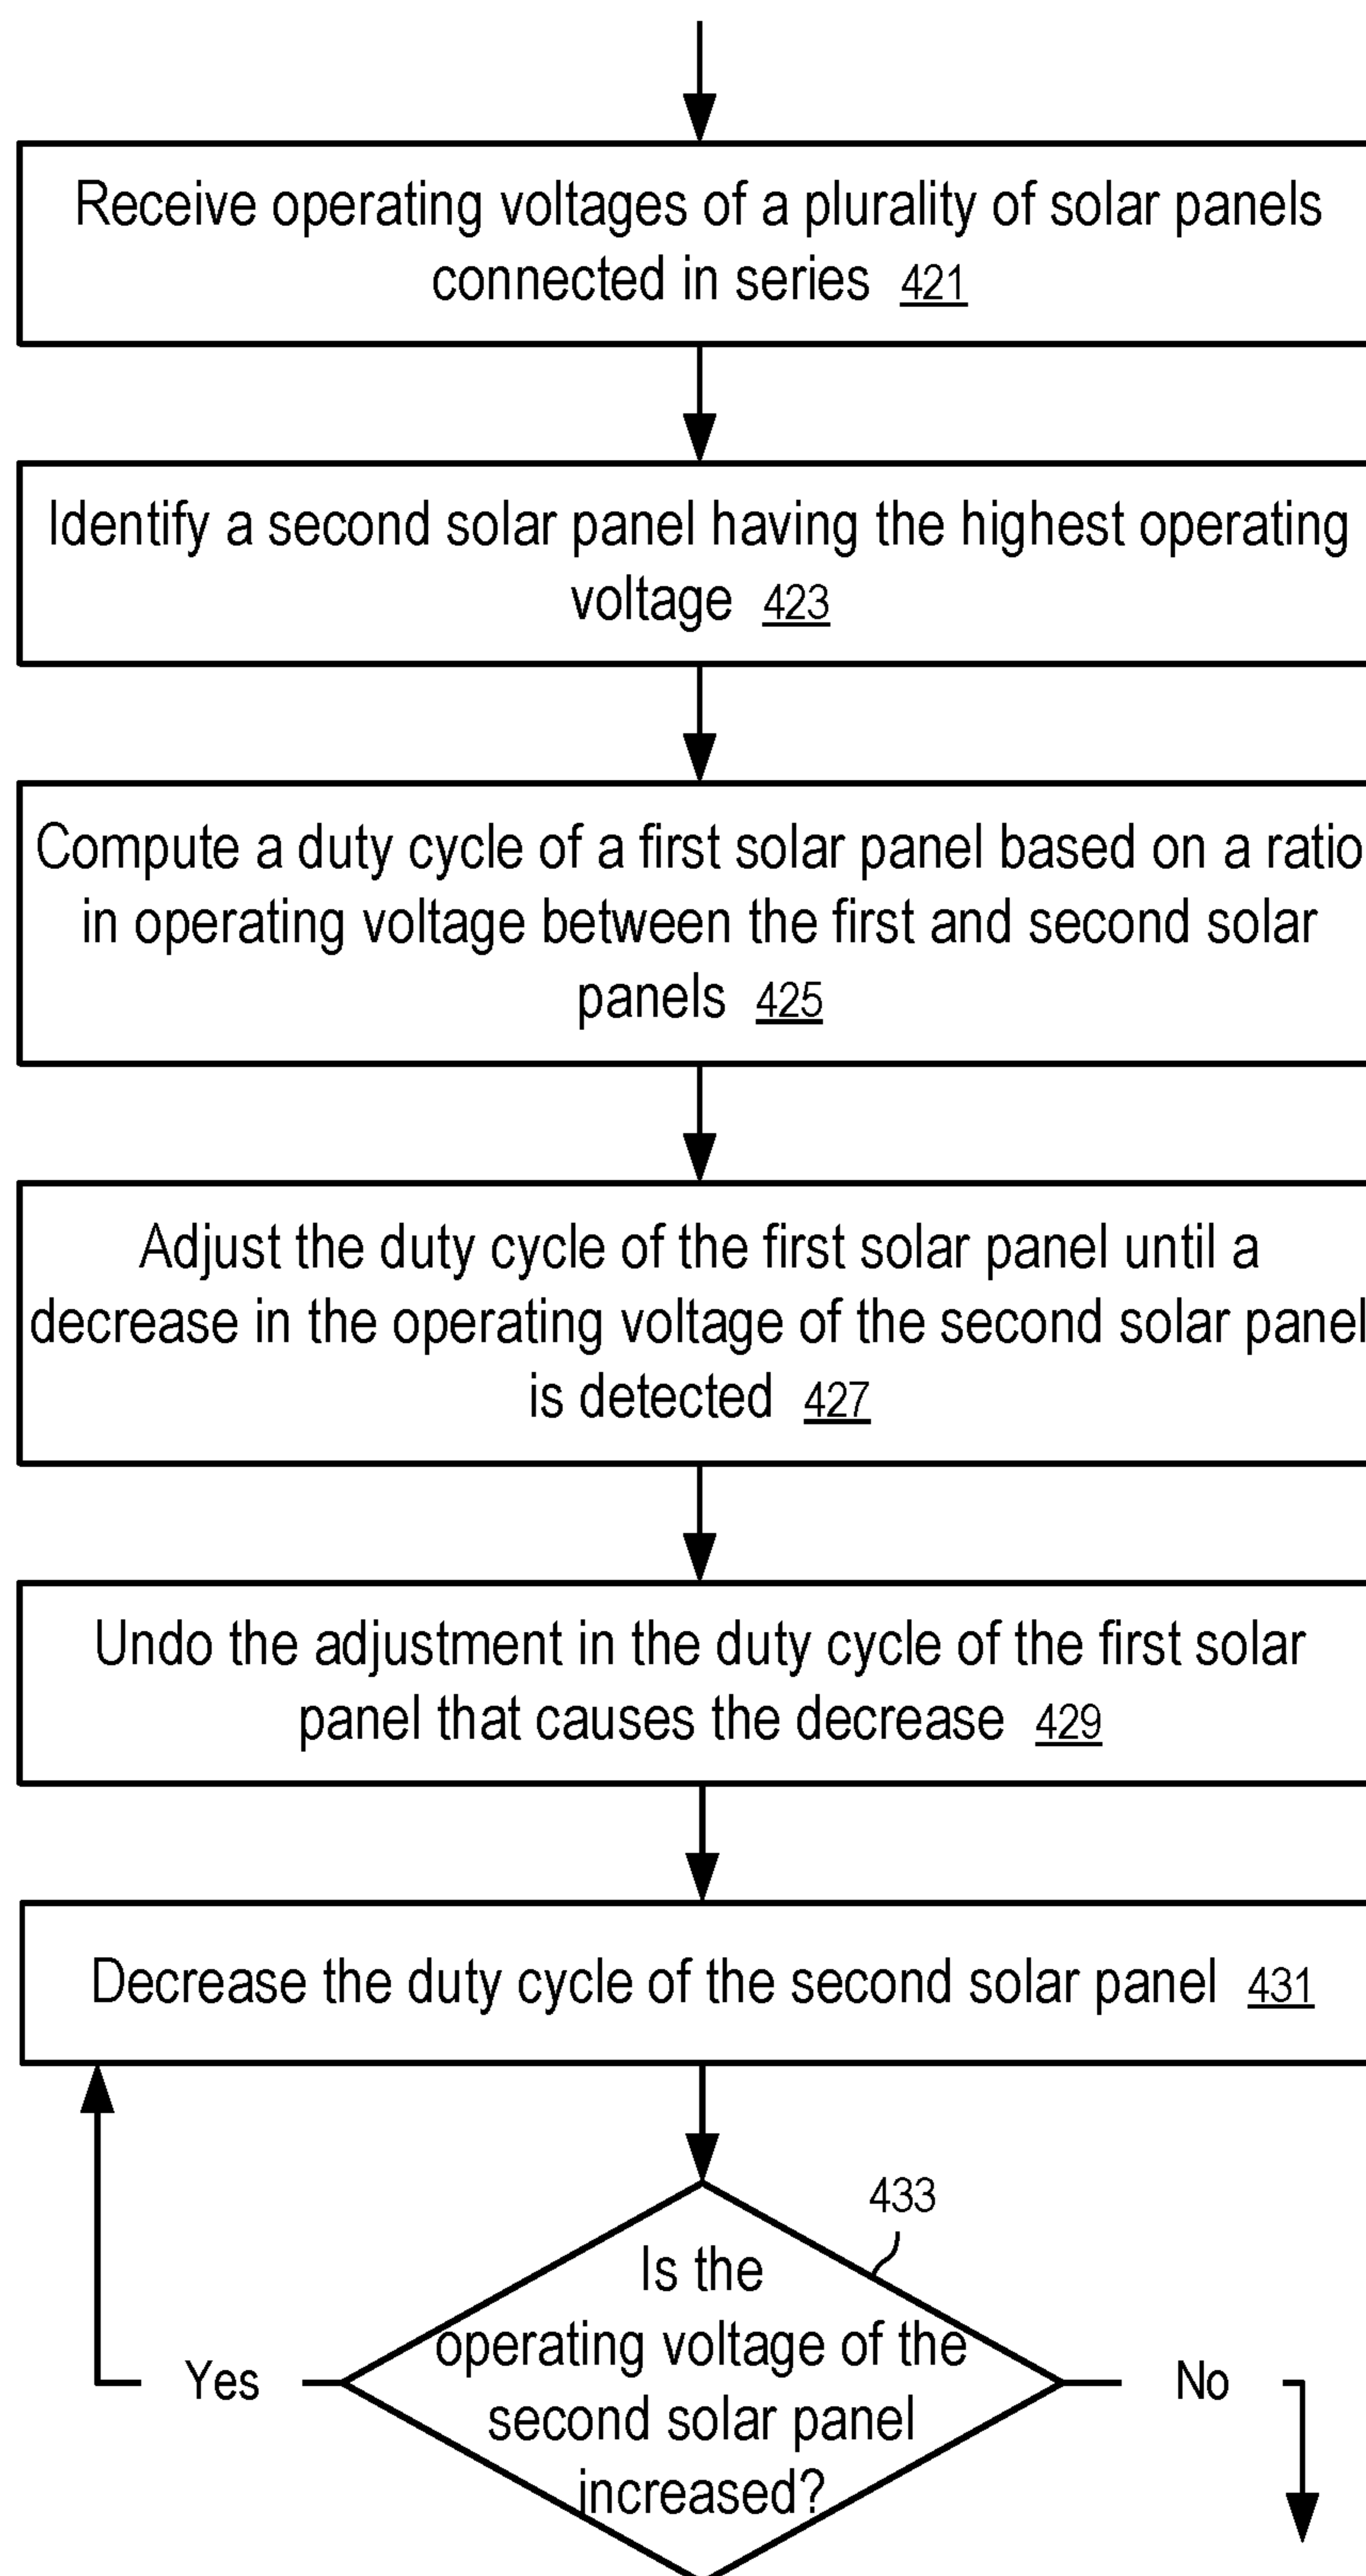 Receive operating voltages of a plurality of solar panels
connected in series 421
Identify a second solar panel having the highest operating
voltage 423
Compute a duty cycle of a first solar panel based on a ratio
in operating voltage between the first and second solar
panels 425
Adjust the duty cycle of the first solar panel until a
decrease in the operating voltage of the second solar panel
is detected 427
Undo the adjustment in the duty cycle of the first solar
panel that causes the decrease 429
Decrease the duty cycle of the second solar panel 431
433
Is the
operating voltage of the
second solar panel
increased?
Yes
No